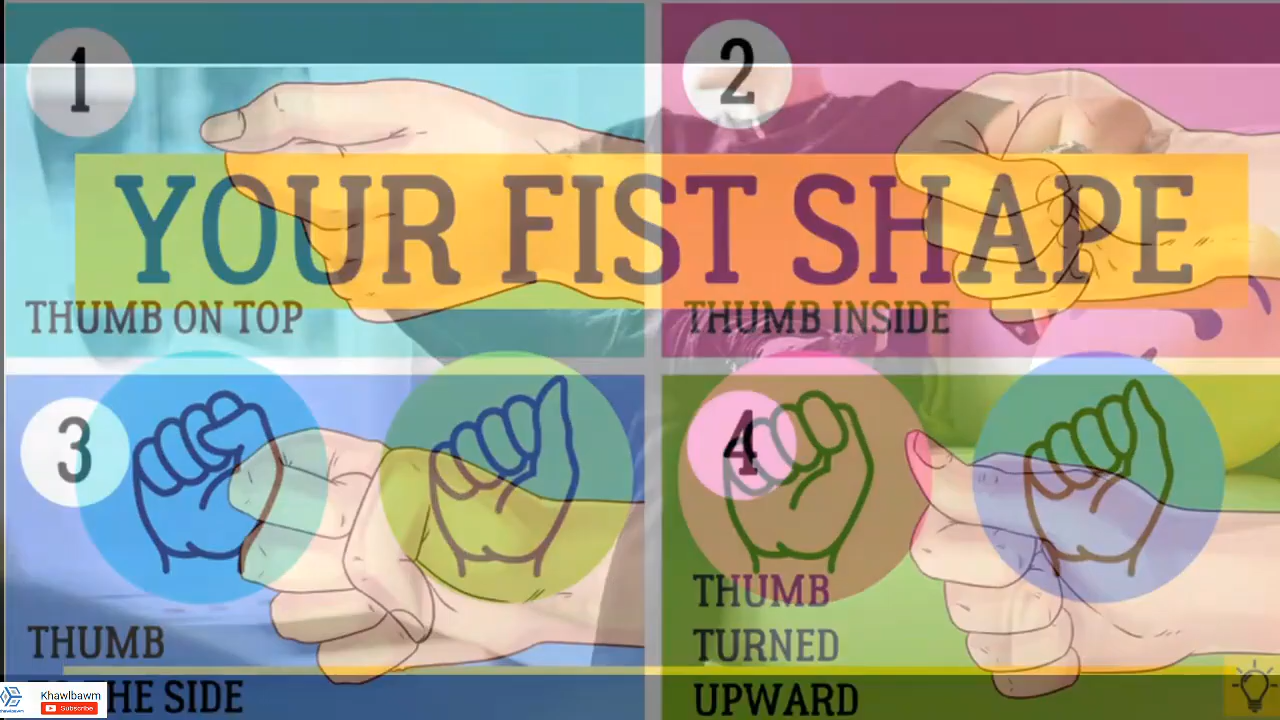 1
2
YOUR FIST SHAPE
THUMB ON TOP
THUMB INSIDE
3
4
THUMB
TURNED
UPWARD
THUMB
THE SIDE
Khawlbawm
Subscribe